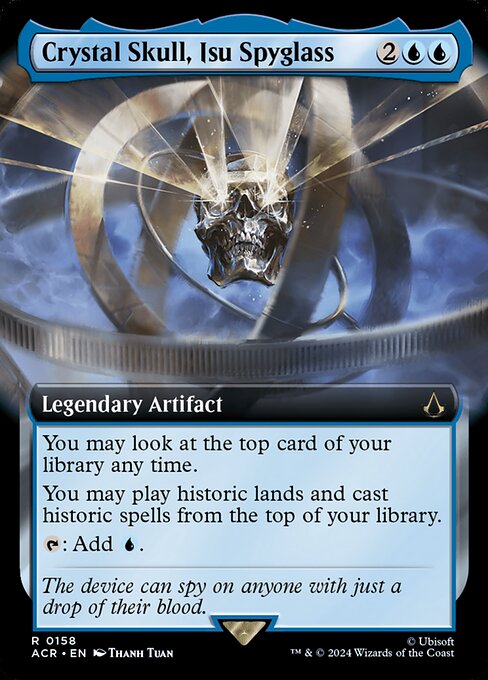 Crystal Skull, Isu Spyglass 2
Legendary Artifact
You may look at the top card of your
library any time.
You may play historic lands and cast
historic spells from the top of your library.
: Add .
The device can spy on anyone with just a
drop of their blood.
R 0158
ACR • EN Thanh Tuan
© Ubisoft
™ & © 2024 Wizards of the Coast